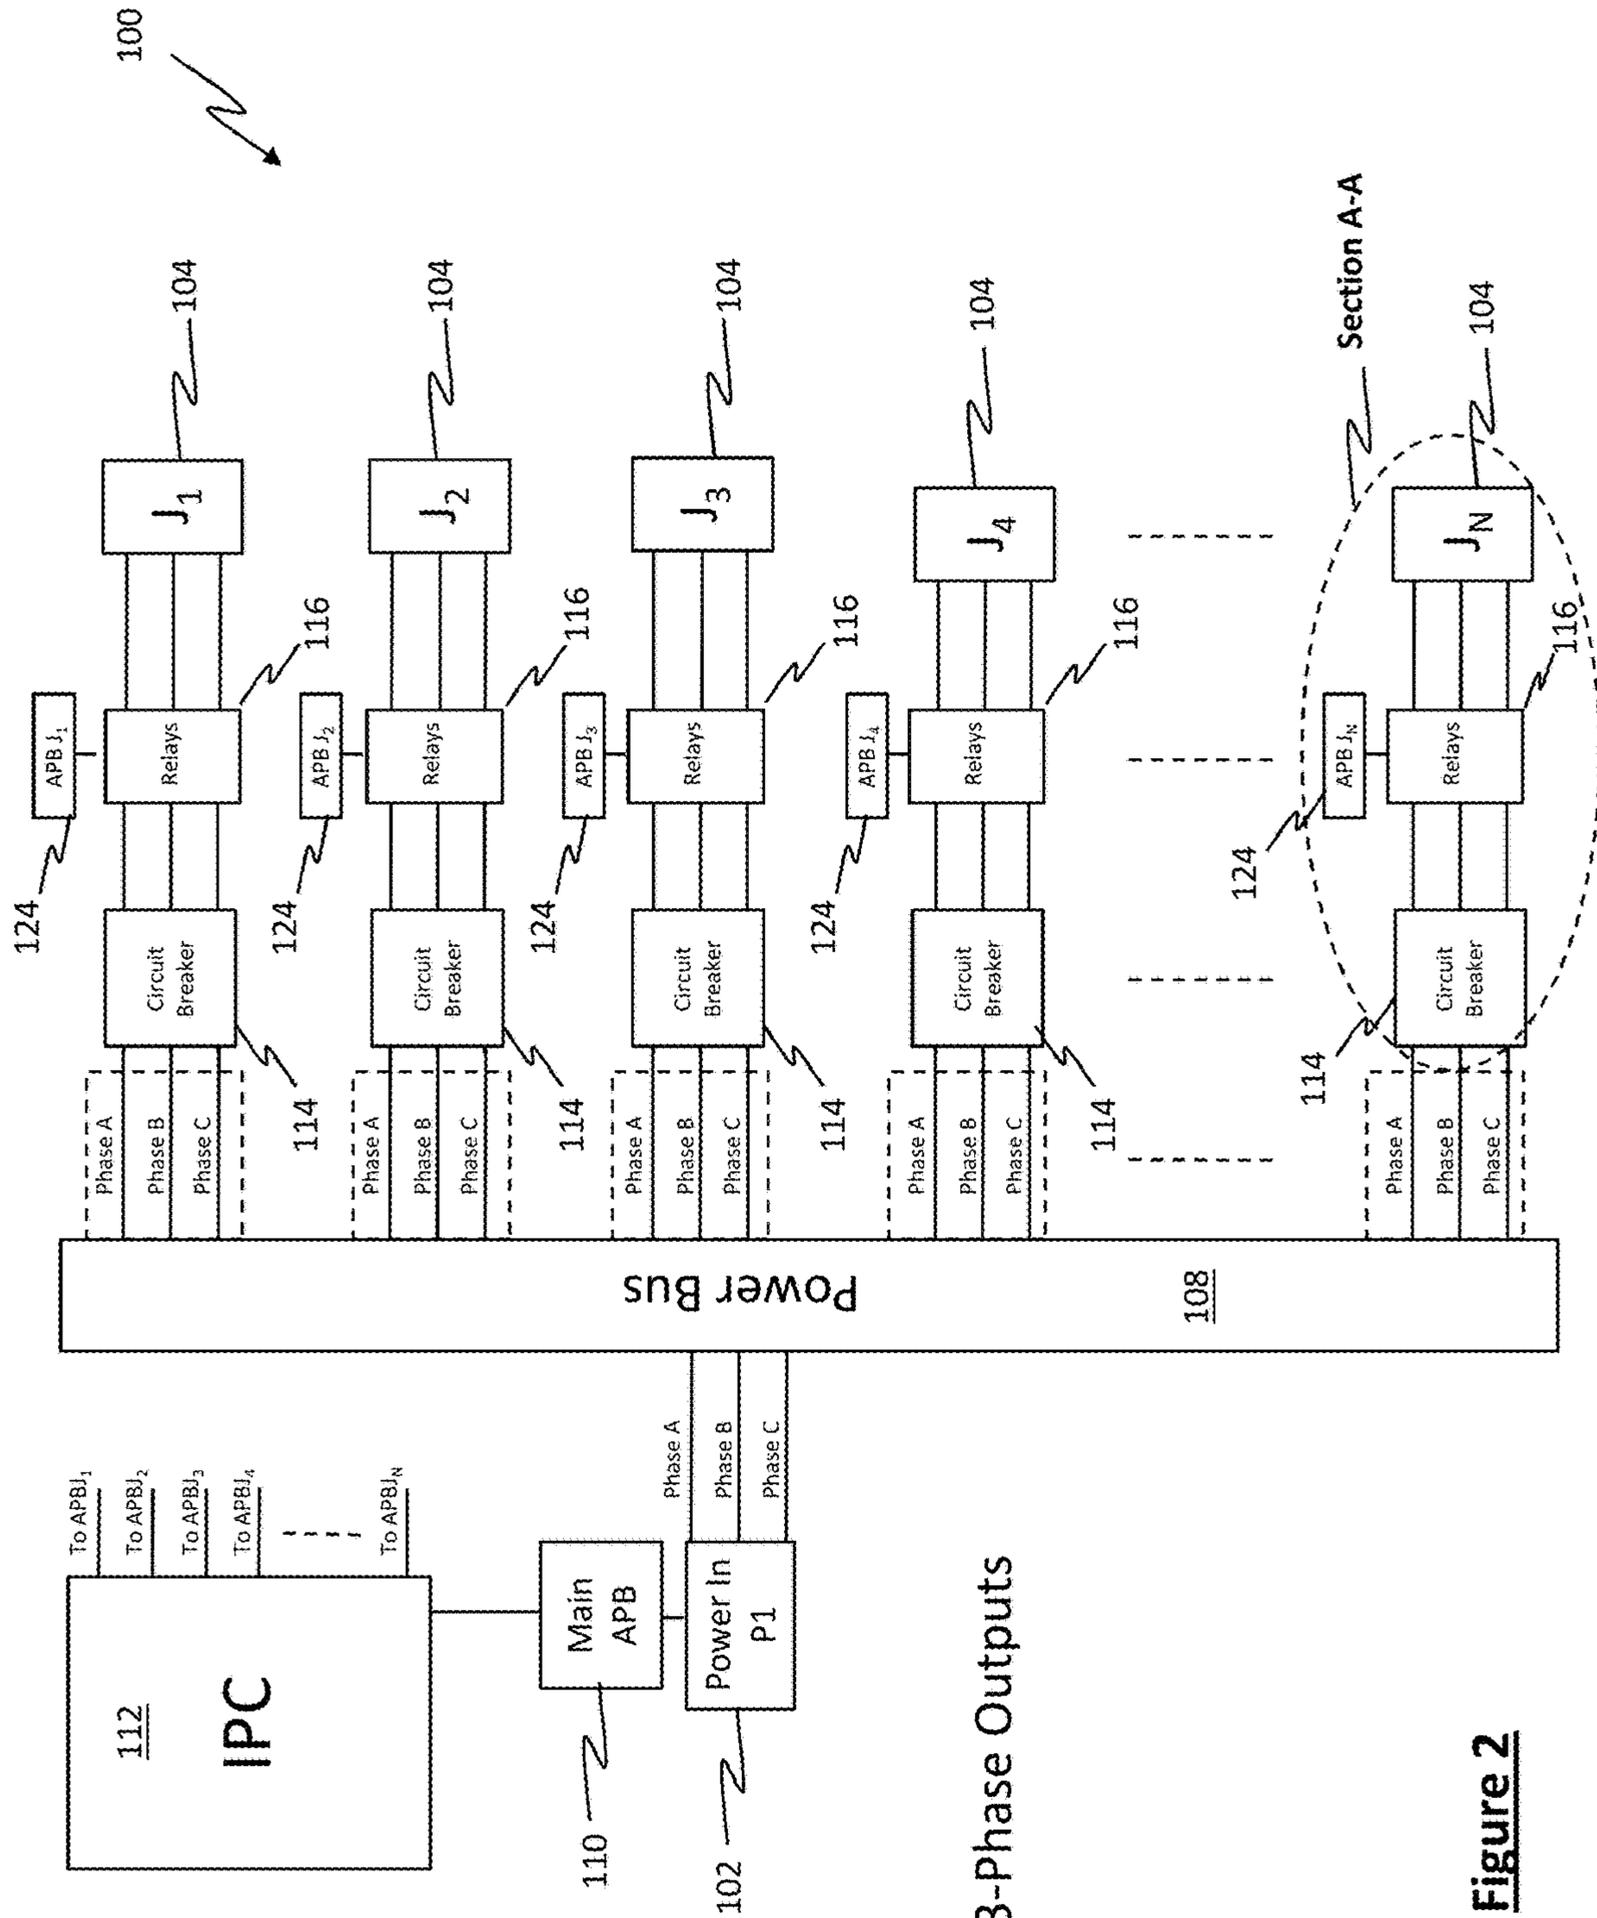 100
112
IPC
To APBJ1
To APBJ2
To APBJ3
To APBJ4
To APBJN
110
Main
APB
102
Power In
P1
Phase A
Phase B
Phase C
Power Bus
108
Phase A
Phase B
Phase C
114
Circuit
Breaker
124
APB J1
Relays
116
J1
104
Phase A
Phase B
Phase C
114
Circuit
Breaker
124
APB J2
Relays
116
J2
104
Phase A
Phase B
Phase C
114
Circuit
Breaker
124
APB J3
Relays
116
J3
104
Phase A
Phase B
Phase C
114
Circuit
Breaker
124
APB J4
Relays
116
J4
104
Phase A
Phase B
Phase C
114
Circuit
Breaker
124
APB JN
Relays
116
JN
104
Section A-A
3-Phase Outputs
Figure 2